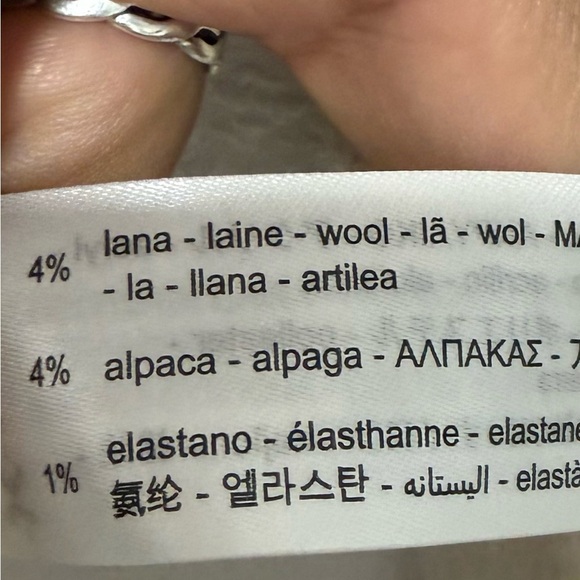 4% lana - laine - wool - lã - wol -
- la - llana - artilea
4% alpaca - alpaga - ΑΛΠΑΚΑΣ -
1% elastano - élasthanne - elastane
氨纶 - 엘라스탄 - اليستانه -